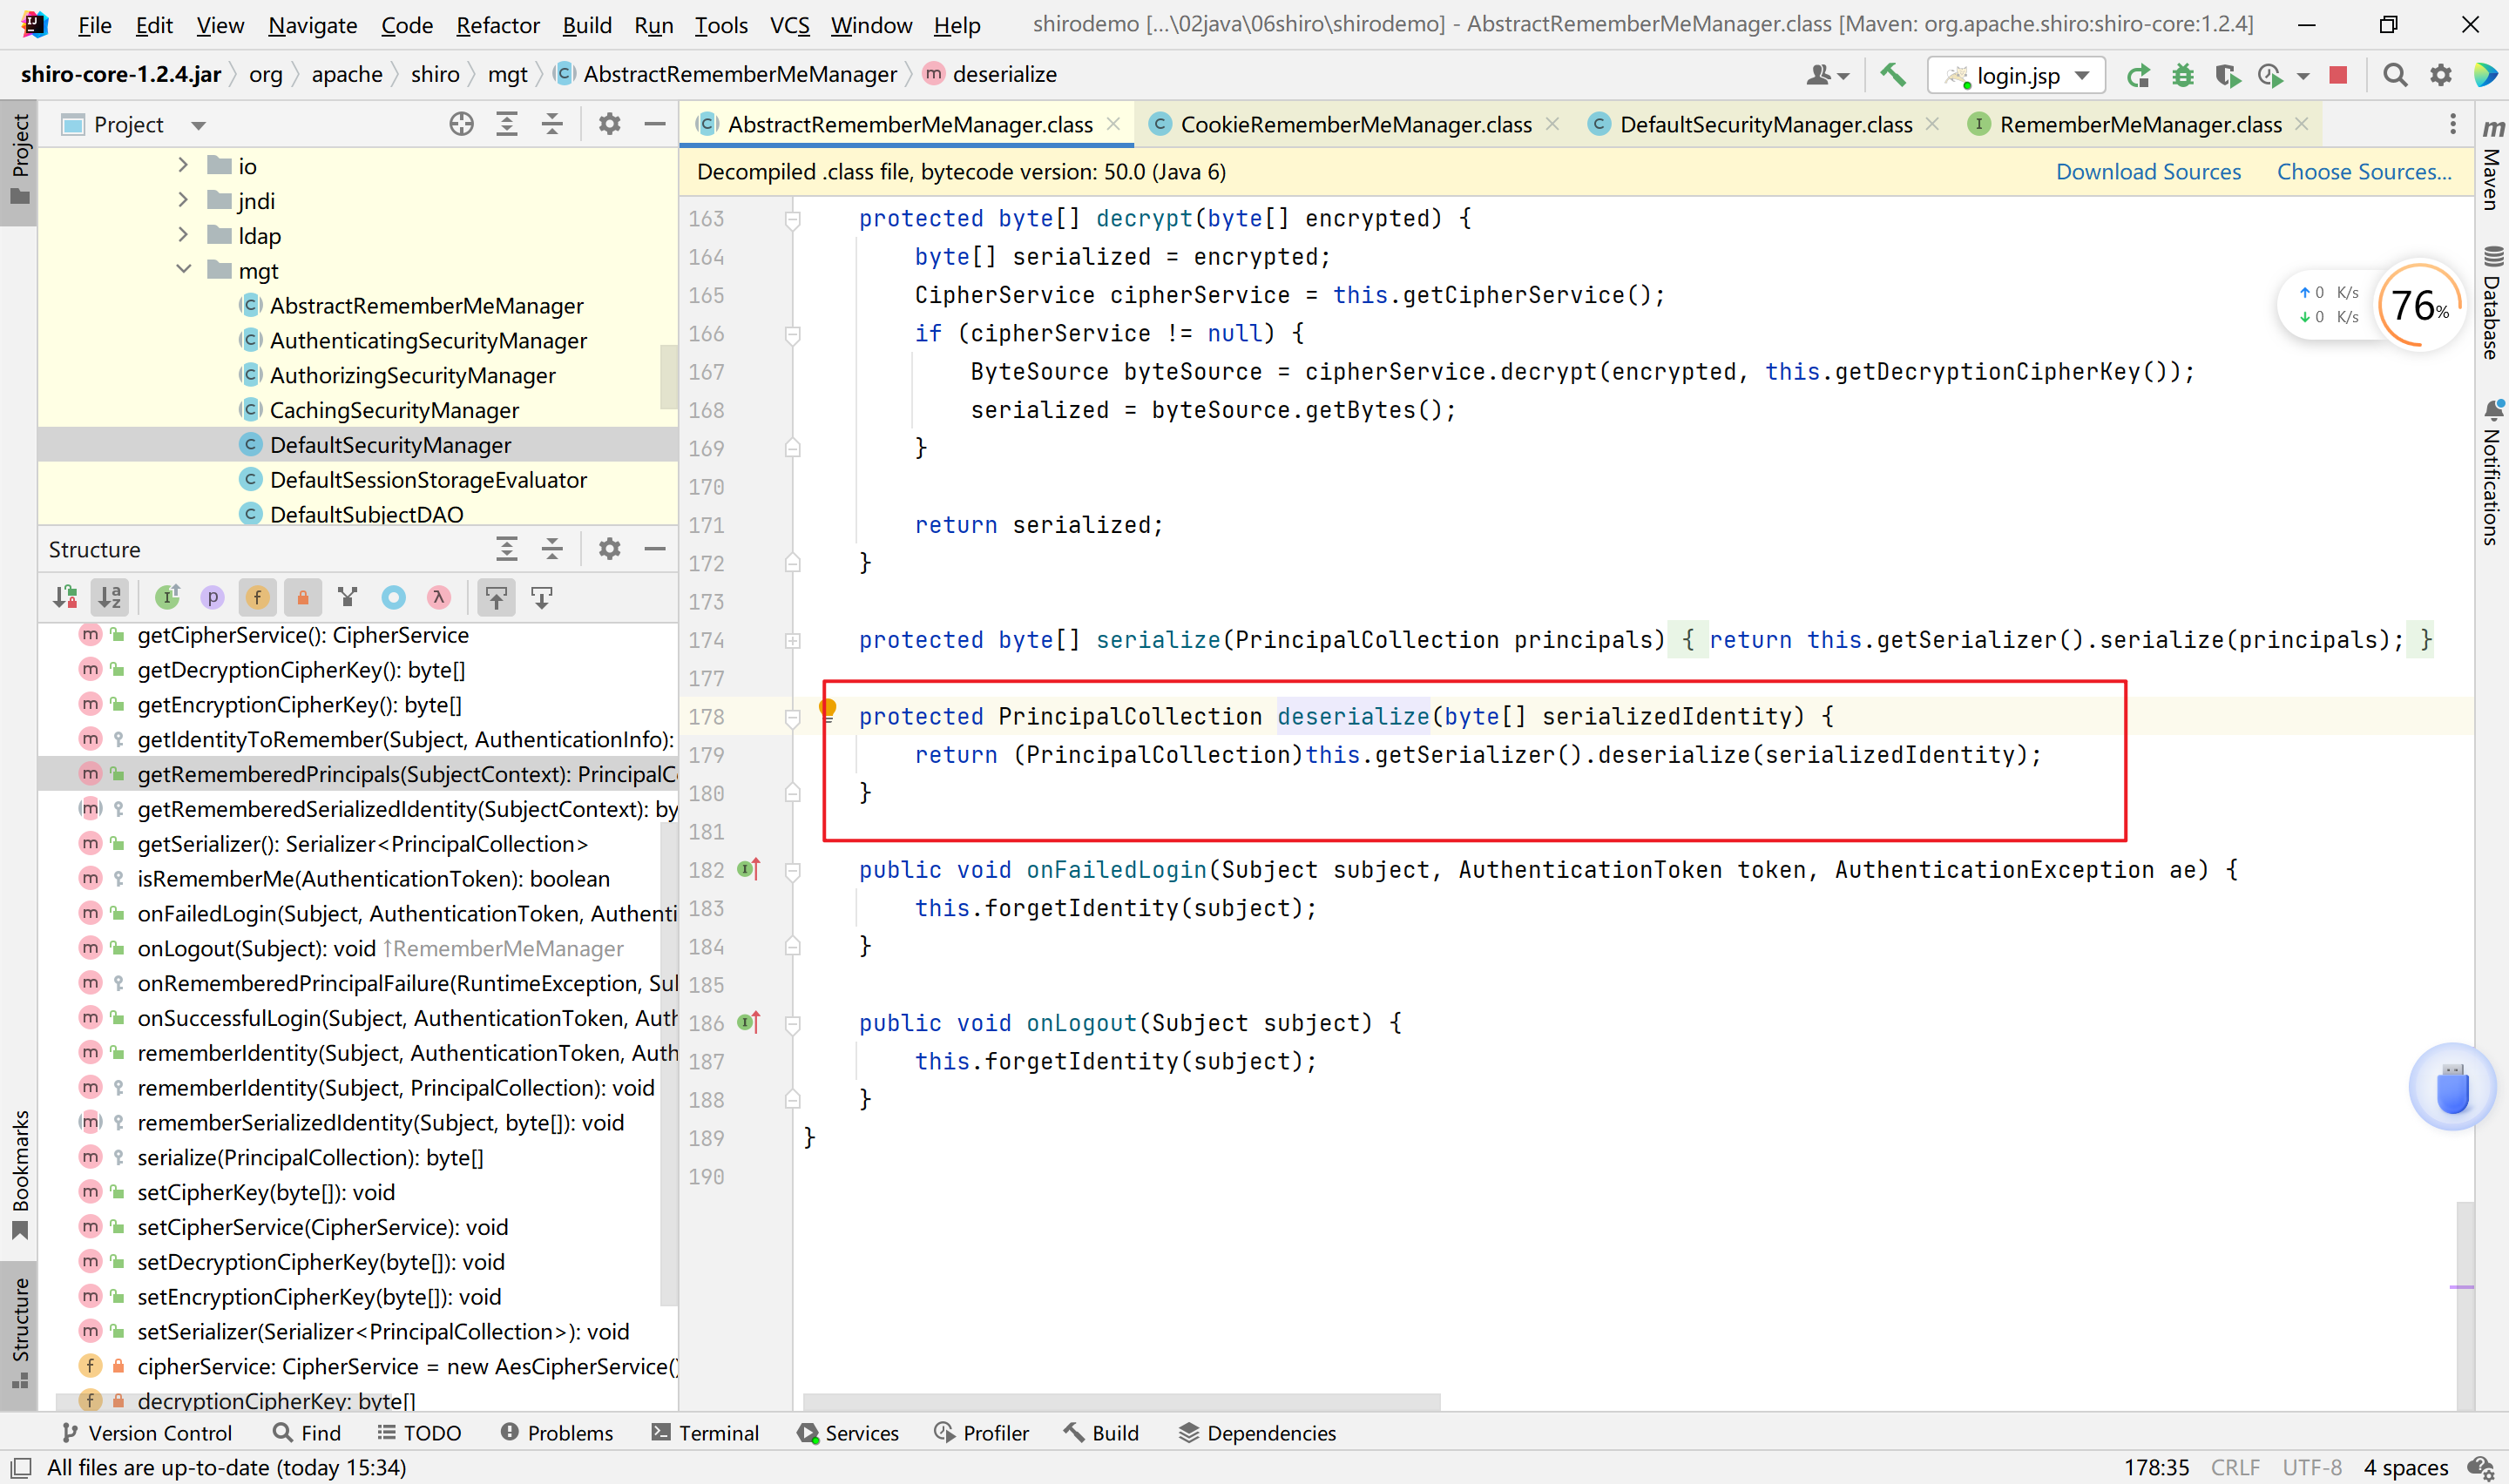 File Edit View Navigate Code Refactor Build Run Tools VCS Window Help shirodemo [...\02java\06shiro\shirodemo] - AbstractRememberMeManager.class [Maven: org.apache.shiro:shiro-core:1.2.4]
shiro-core-1.2.4.jar org apache shiro mgt AbstractRememberMeManager deserialize login.jsp
Project
Project
AbstractRememberMeManager.class CookieRememberMeManager.class DefaultSecurityManager.class RememberMeManager.class
Decompiled .class file, bytecode version: 50.0 (Java 6) Download Sources Choose Sources...
io
jndi
ldap
mgt
AbstractRememberMeManager
AuthenticatingSecurityManager
AuthorizingSecurityManager
CachingSecurityManager
DefaultSecurityManager
DefaultSessionStorageEvaluator
DefaultSubjectDAO
Structure
getCipherService(): CipherService
getDecryptionCipherKey(): byte[]
getEncryptionCipherKey(): byte[]
getIdentityToRemember(Subject, AuthenticationInfo):
getRememberedPrincipals(SubjectContext): PrincipalC
getRememberedSerializedIdentity(SubjectContext): by
getSerializer(): Serializer<PrincipalCollection>
isRememberMe(AuthenticationToken): boolean
onFailedLogin(Subject, AuthenticationToken, Authenti
onLogout(Subject): void ↑RememberMeManager
onRememberedPrincipalFailure(RuntimeException, Sul
onSuccessfulLogin(Subject, AuthenticationToken, Auth
rememberIdentity(Subject, AuthenticationToken, Auth
rememberIdentity(Subject, PrincipalCollection): void
rememberSerializedIdentity(Subject, byte[]): void
serialize(PrincipalCollection): byte[]
setCipherKey(byte[]): void
setCipherService(CipherService): void
setDecryptionCipherKey(byte[]): void
setEncryptionCipherKey(byte[]): void
setSerializer(Serializer<PrincipalCollection>): void
cipherService: CipherService = new AesCipherService()
decryptionCipherKey: byte[]
Bookmarks
Structure
163 protected byte[] decrypt(byte[] encrypted) {
164 byte[] serialized = encrypted;
165 CipherService cipherService = this.getCipherService();
166 if (cipherService != null) {
167 ByteSource byteSource = cipherService.decrypt(encrypted, this.getDecryptionCipherKey());
168 serialized = byteSource.getBytes();
169 }
170
171 return serialized;
172 }
173
174 protected byte[] serialize(PrincipalCollection principals) { return this.getSerializer().serialize(principals); }
177
178 protected PrincipalCollection deserialize(byte[] serializedIdentity) {
179 return (PrincipalCollection)this.getSerializer().deserialize(serializedIdentity);
180 }
181
182 public void onFailedLogin(Subject subject, AuthenticationToken token, AuthenticationException ae) {
183 this.forgetIdentity(subject);
184 }
185
186 public void onLogout(Subject subject) {
187 this.forgetIdentity(subject);
188 }
189 }
190
↑ 0 K/s
↓ 0 K/s
76%
Maven
Database
Notifications
Version Control Find TODO Problems Terminal Services Profiler Build Dependencies
All files are up-to-date (today 15:34) 178:35 CRLF UTF-8 4 spaces